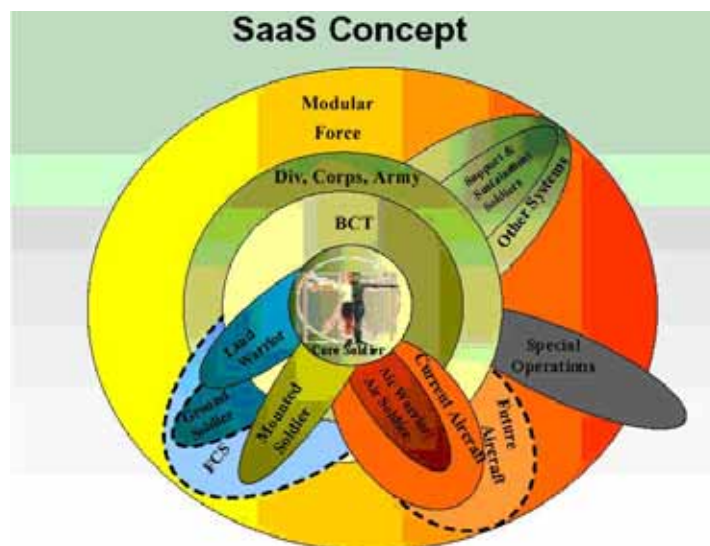 SaaS Concept
Modular
Force
Div, Corps, Army
BCT
Support &
Sustainment
Soldiers
Other Systems
Core Soldier
Land Warrior
Ground
Soldier
FCS
Mounted
Soldier
Air Warrior/
Air Soldier
Current Aircraft
Future
Aircraft
Special
Operations